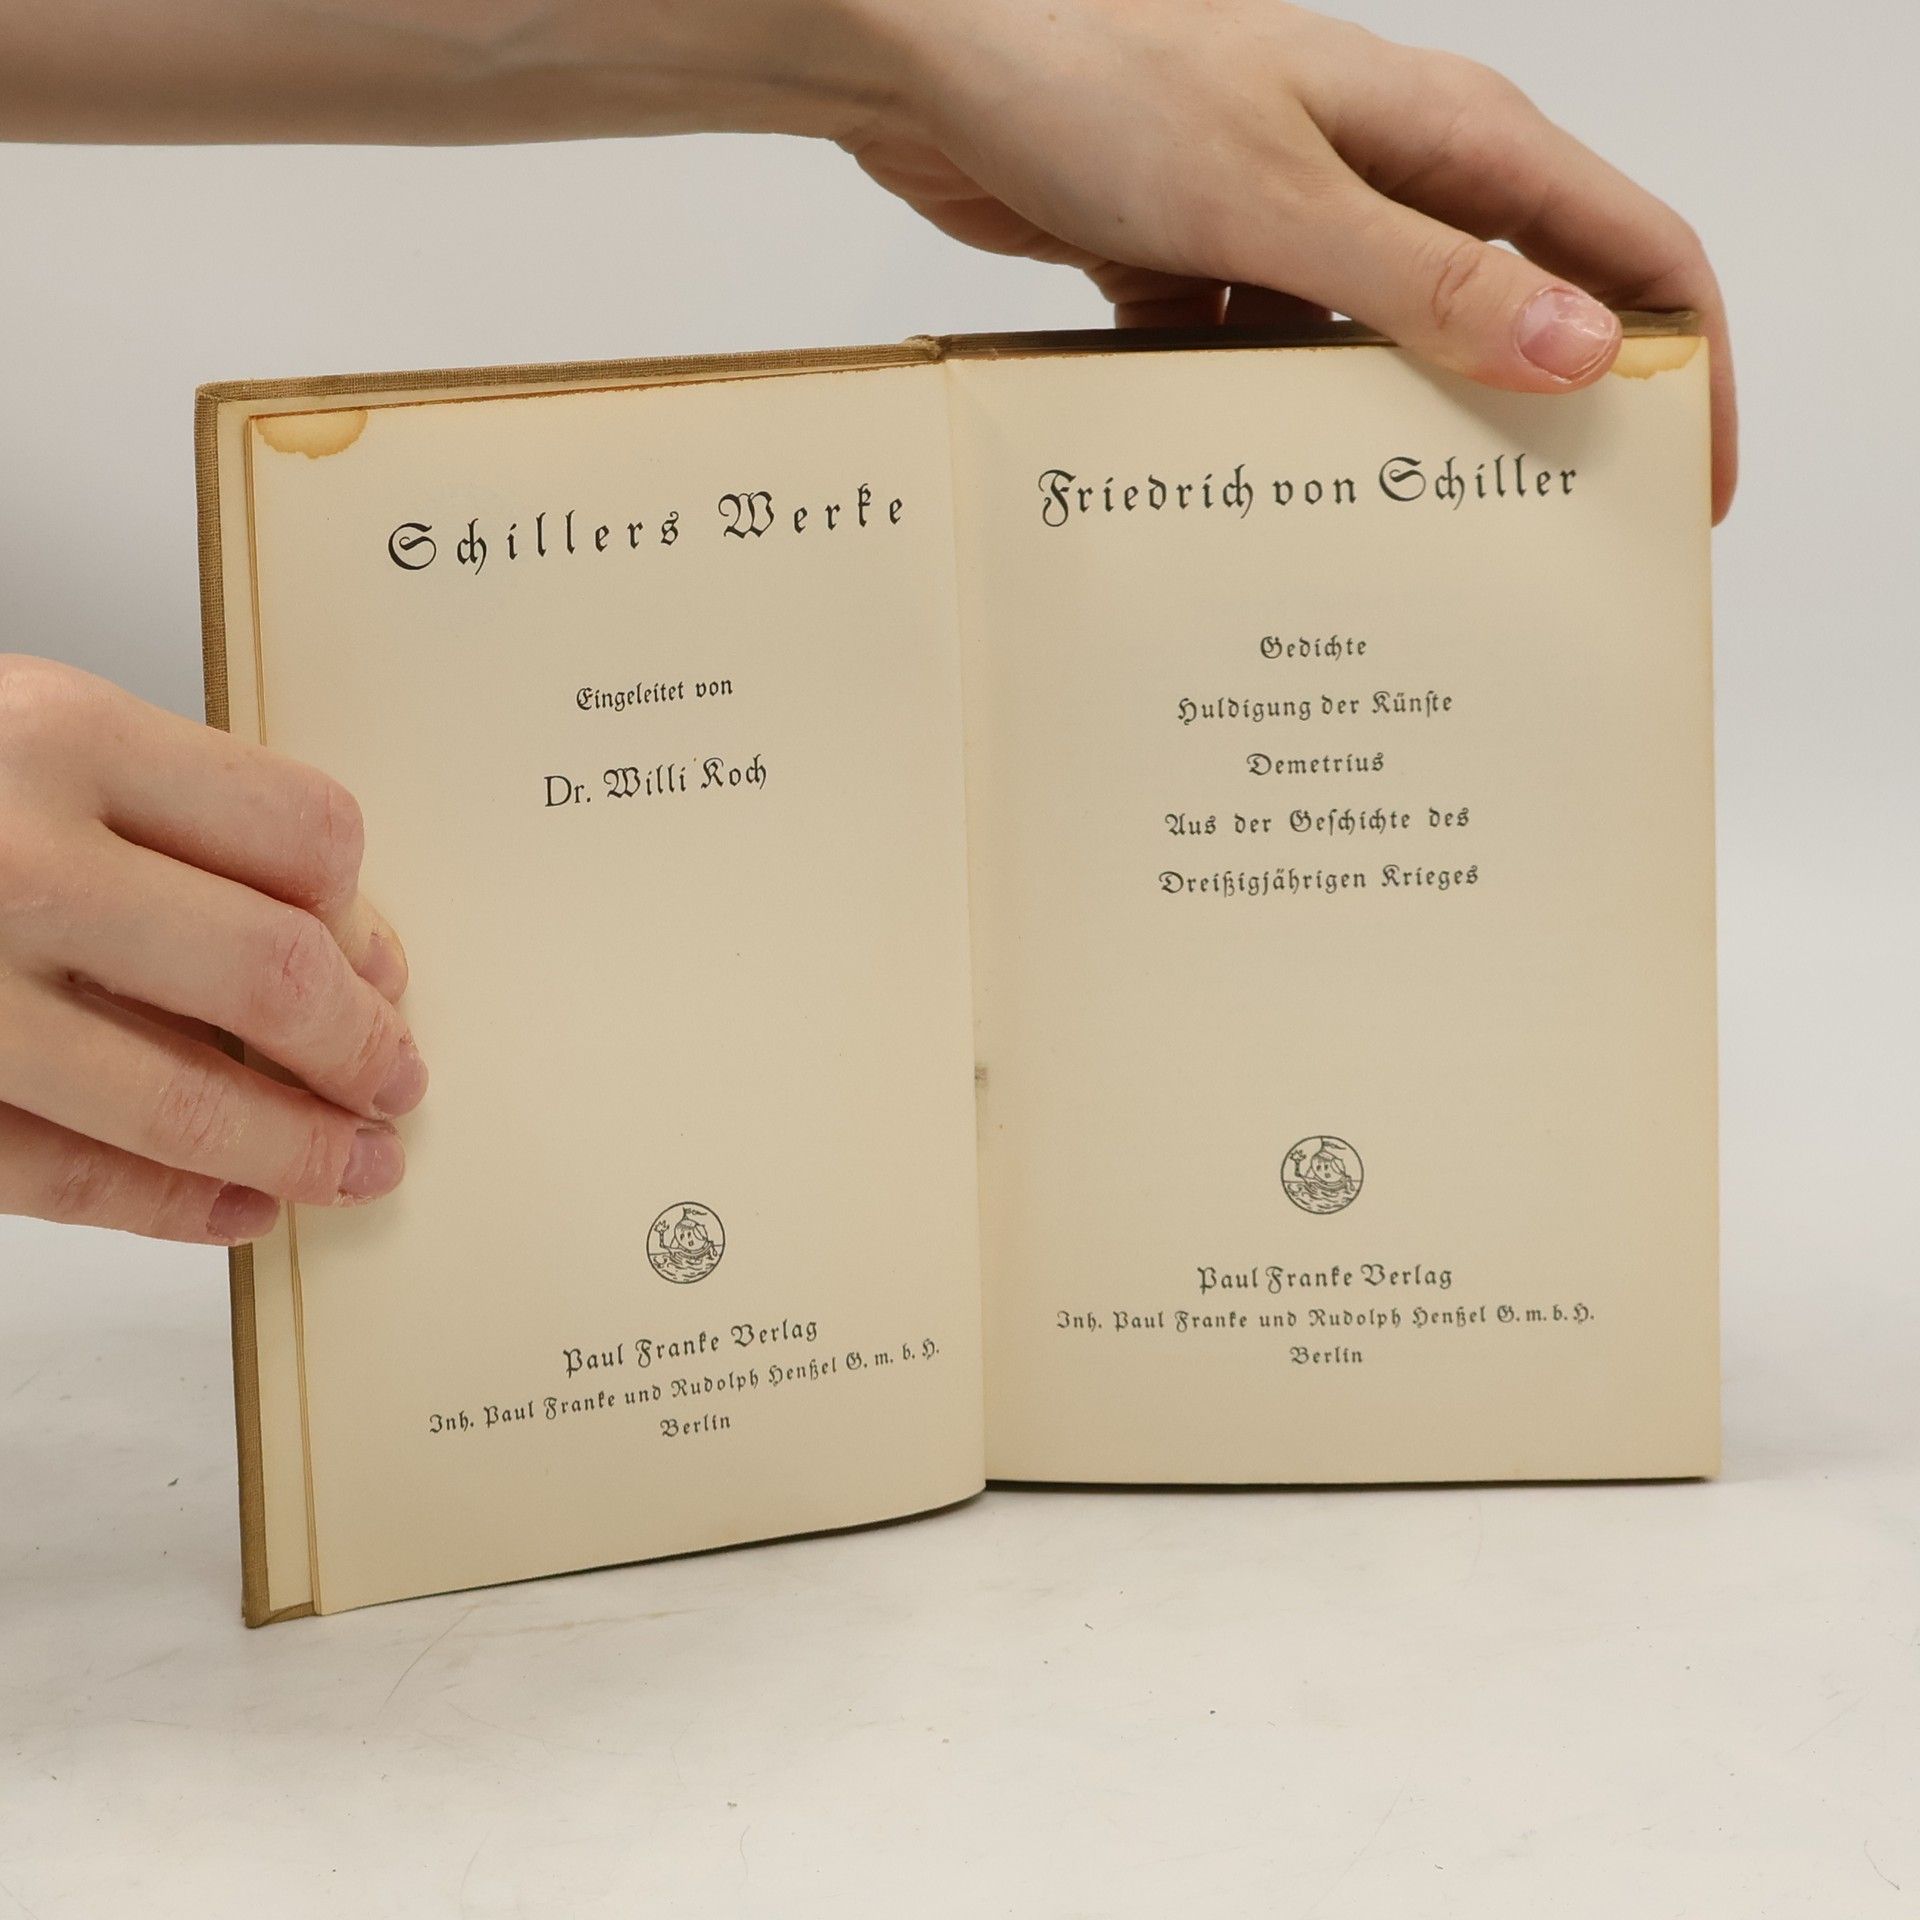 Schillers Werke
Eingeleitet von
Dr. Willi Koch
Paul Franke Verlag
Inh. Paul Franke und Rudolph Henßel G. m. b. H.
Berlin
Friedrich von Schiller
Gedichte
Huldigung der Künſte
Demetrius
Aus der Geſchichte des
Dreißigjährigen Krieges
Paul Franke Verlag
Inh. Paul Franke und Rudolph Henßel G. m. b. H.
Berlin